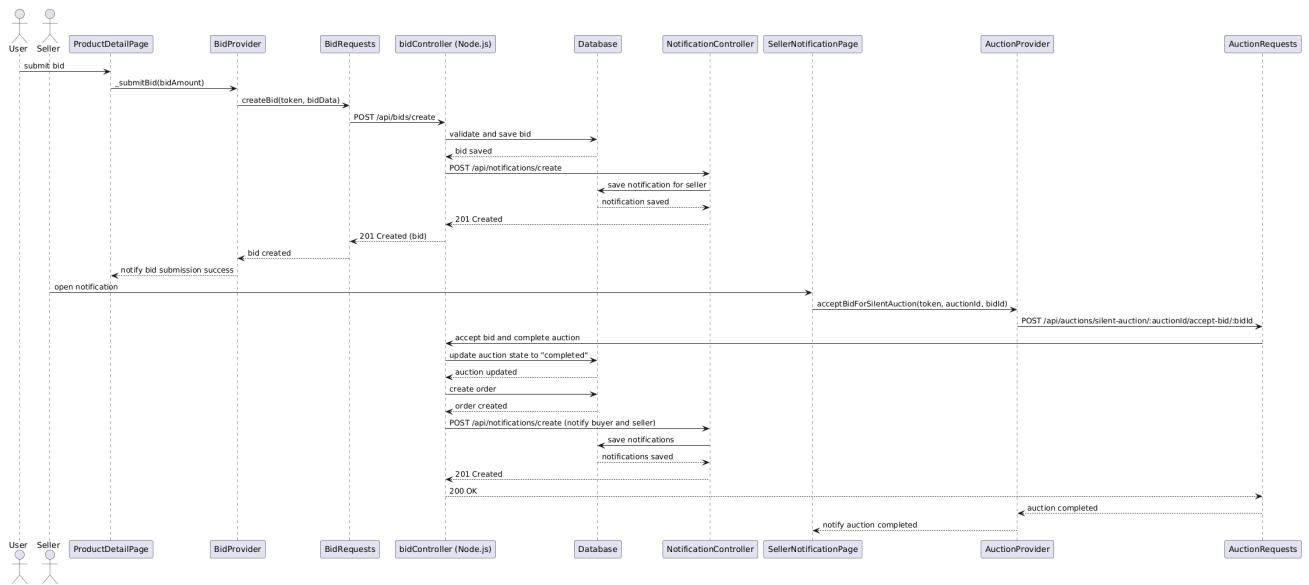 User Seller ProductDetailPage BidProvider BidRequests bidController (Node.js) Database NotificationController SellerNotificationPage AuctionProvider AuctionRequests
submit bid
_submitBid(bidAmount)
createBid(token, bidData)
POST /api/bids/create
validate and save bid
bid saved
POST /api/notifications/create
save notification for seller
notification saved
201 Created
201 Created (bid)
bid created
notify bid submission success
open notification
acceptBidForSilentAuction(token, auctionId, bidId)
POST /api/auctions/silent-auction/:auctionId/accept-bid/:bidId
accept bid and complete auction
update auction state to "completed"
auction updated
create order
order created
POST /api/notifications/create (notify buyer and seller)
save notifications
notifications saved
201 Created
200 OK
auction completed
notify auction completed
User Seller ProductDetailPage BidProvider BidRequests bidController (Node.js) Database NotificationController SellerNotificationPage AuctionProvider AuctionRequests